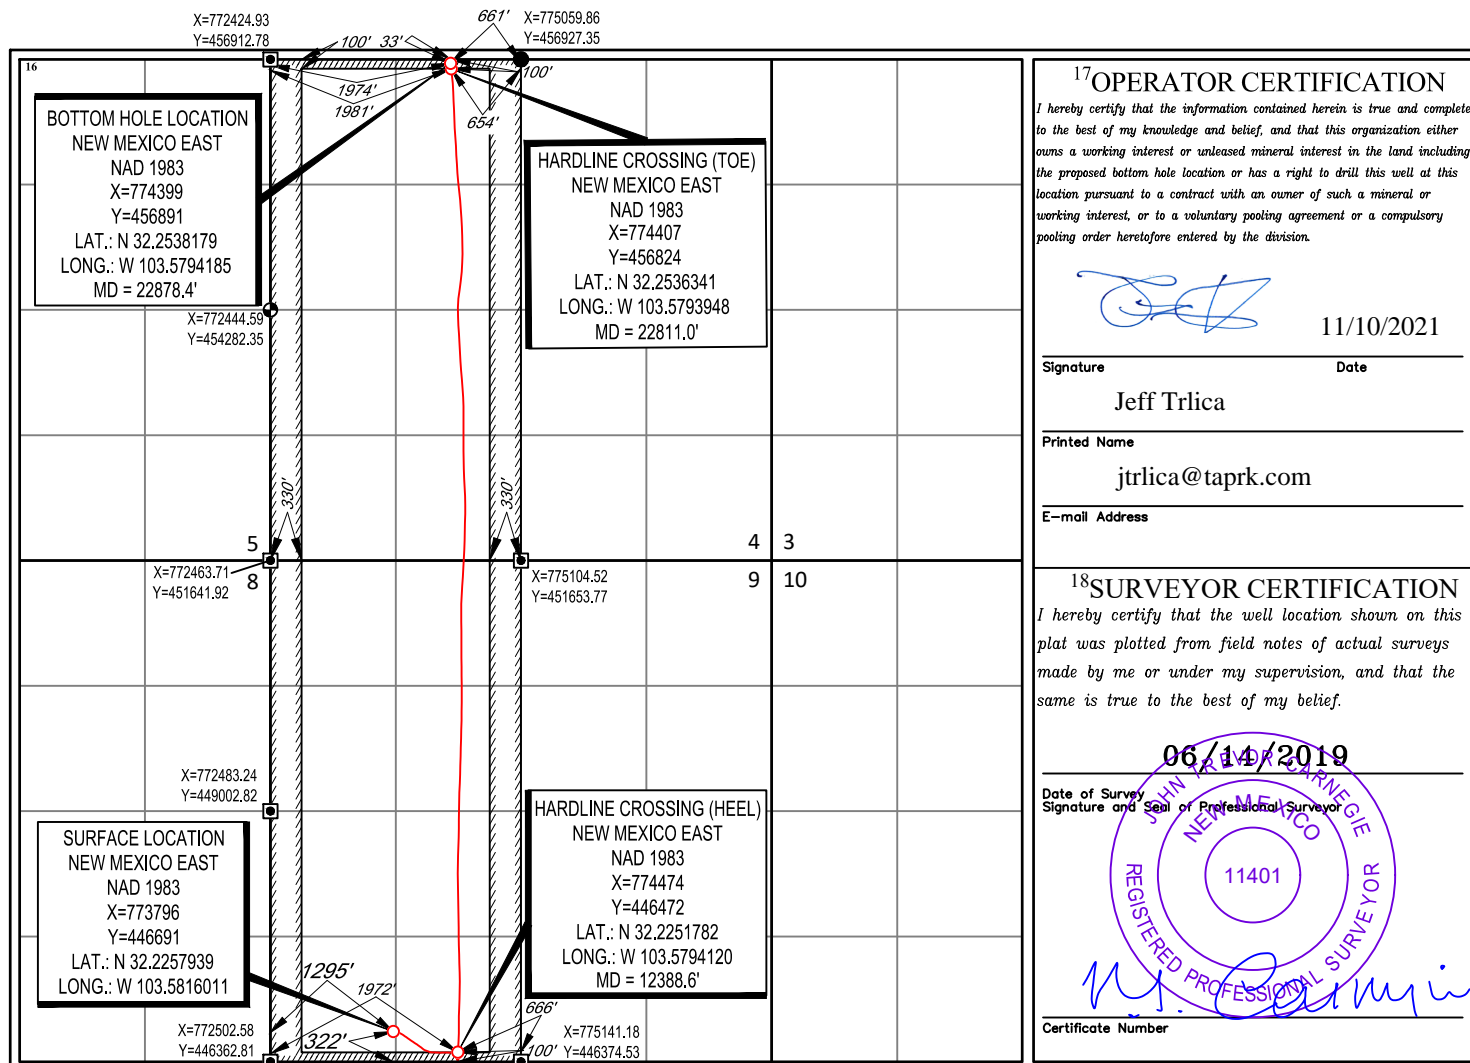 X=772424.93
Y=456912.78
661'
X=775059.86
Y=456927.35
16
100'
33'
100'
1974'
1981'
654'
BOTTOM HOLE LOCATION
NEW MEXICO EAST
NAD 1983
X=774399
Y=456891
LAT.: N 32.2538179
LONG.: W 103.5794185
MD = 22878.4'
HARDLINE CROSSING (TOE)
NEW MEXICO EAST
NAD 1983
X=774407
Y=456824
LAT.: N 32.2536341
LONG.: W 103.5793948
MD = 22811.0'
X=772444.59
Y=454282.35
330'
330'
5
4
3
8
9
10
X=772463.71
Y=451641.92
X=775104.52
Y=451653.77
X=772483.24
Y=449002.82
SURFACE LOCATION
NEW MEXICO EAST
NAD 1983
X=773796
Y=446691
LAT.: N 32.2257939
LONG.: W 103.5816011
HARDLINE CROSSING (HEEL)
NEW MEXICO EAST
NAD 1983
X=774474
Y=446472
LAT.: N 32.2251782
LONG.: W 103.5794120
MD = 12388.6'
1295'
1972'
322'
666'
100'
X=772502.58
Y=446362.81
X=775141.18
Y=446374.53
17 OPERATOR CERTIFICATION
I hereby certify that the information contained herein is true and complete
to the best of my knowledge and belief, and that this organization either
owns a working interest or unleased mineral interest in the land including
the proposed bottom hole location or has a right to drill this well at this
location pursuant to a contract with an owner of such a mineral or
working interest, or to a voluntary pooling agreement or a compulsory
pooling order heretofore entered by the division.
11/10/2021
Signature Date
Jeff Trlica
Printed Name
jtrlica@taprk.com
E-mail Address
18 SURVEYOR CERTIFICATION
I hereby certify that the well location shown on this
plat was plotted from field notes of actual surveys
made by me or under my supervision, and that the
same is true to the best of my belief.
06/14/2019
Date of Survey
Signature and Seal of Professional Surveyor
JOHN TREVOR CARNEGIE
NEW MEXICO
11401
REGISTERED PROFESSIONAL SURVEYOR
Certificate Number